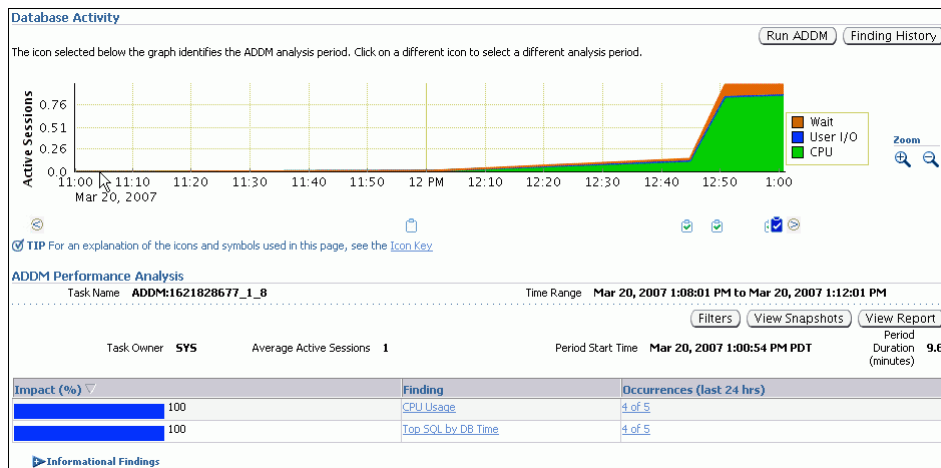 Database Activity
Run ADDM
Finding History
The icon selected below the graph identifies the ADDM analysis period. Click on a different icon to select a different analysis period.
Active Sessions
0.76
0.51
0.26
0.0
11:00 11:10 11:20 11:30 11:40 11:50 12 PM 12:10 12:20 12:30 12:40 12:50 1:00
Mar 20, 2007
Wait
User I/O
CPU
Zoom
TIP For an explanation of the icons and symbols used in this page, see the Icon Key
ADDM Performance Analysis
Task Name ADDM:1621828677_1_8 Time Range Mar 20, 2007 1:08:01 PM to Mar 20, 2007 1:12:01 PM
Filters View Snapshots View Report
Task Owner SYS Average Active Sessions 1 Period Start Time Mar 20, 2007 1:00:54 PM PDT
Period
Duration
(minutes)
Impact (%) Finding Occurrences (last 24 hrs)
100 CPU Usage 4 of 5
100 Top SQL by DB Time 4 of 5
Informational Findings